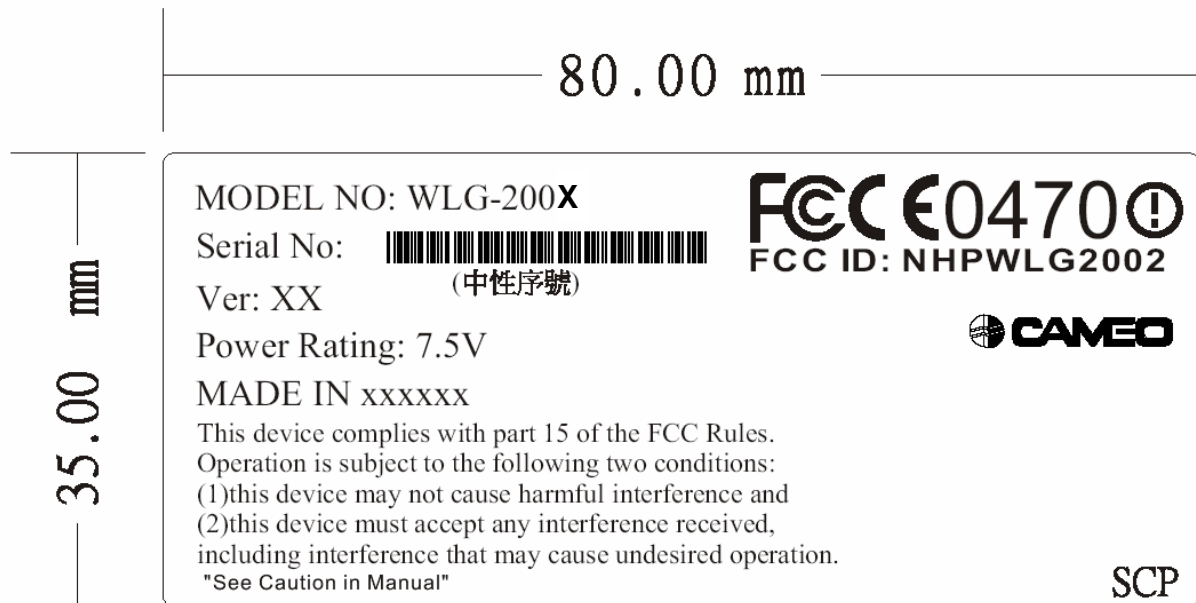 80.00 mm
35.00 mm
MODEL NO: WLG-200X
Serial No:
(中性序號)
Ver: XX
Power Rating: 7.5V
MADE IN xxxxxx
This device complies with part 15 of the FCC Rules.
Operation is subject to the following two conditions:
(1)this device may not cause harmful interference and
(2)this device must accept any interference received,
including interference that may cause undesired operation.
"See Caution in Manual"
FCC CE0470
FCC ID: NHPWLG2002
CAMEO
SCP